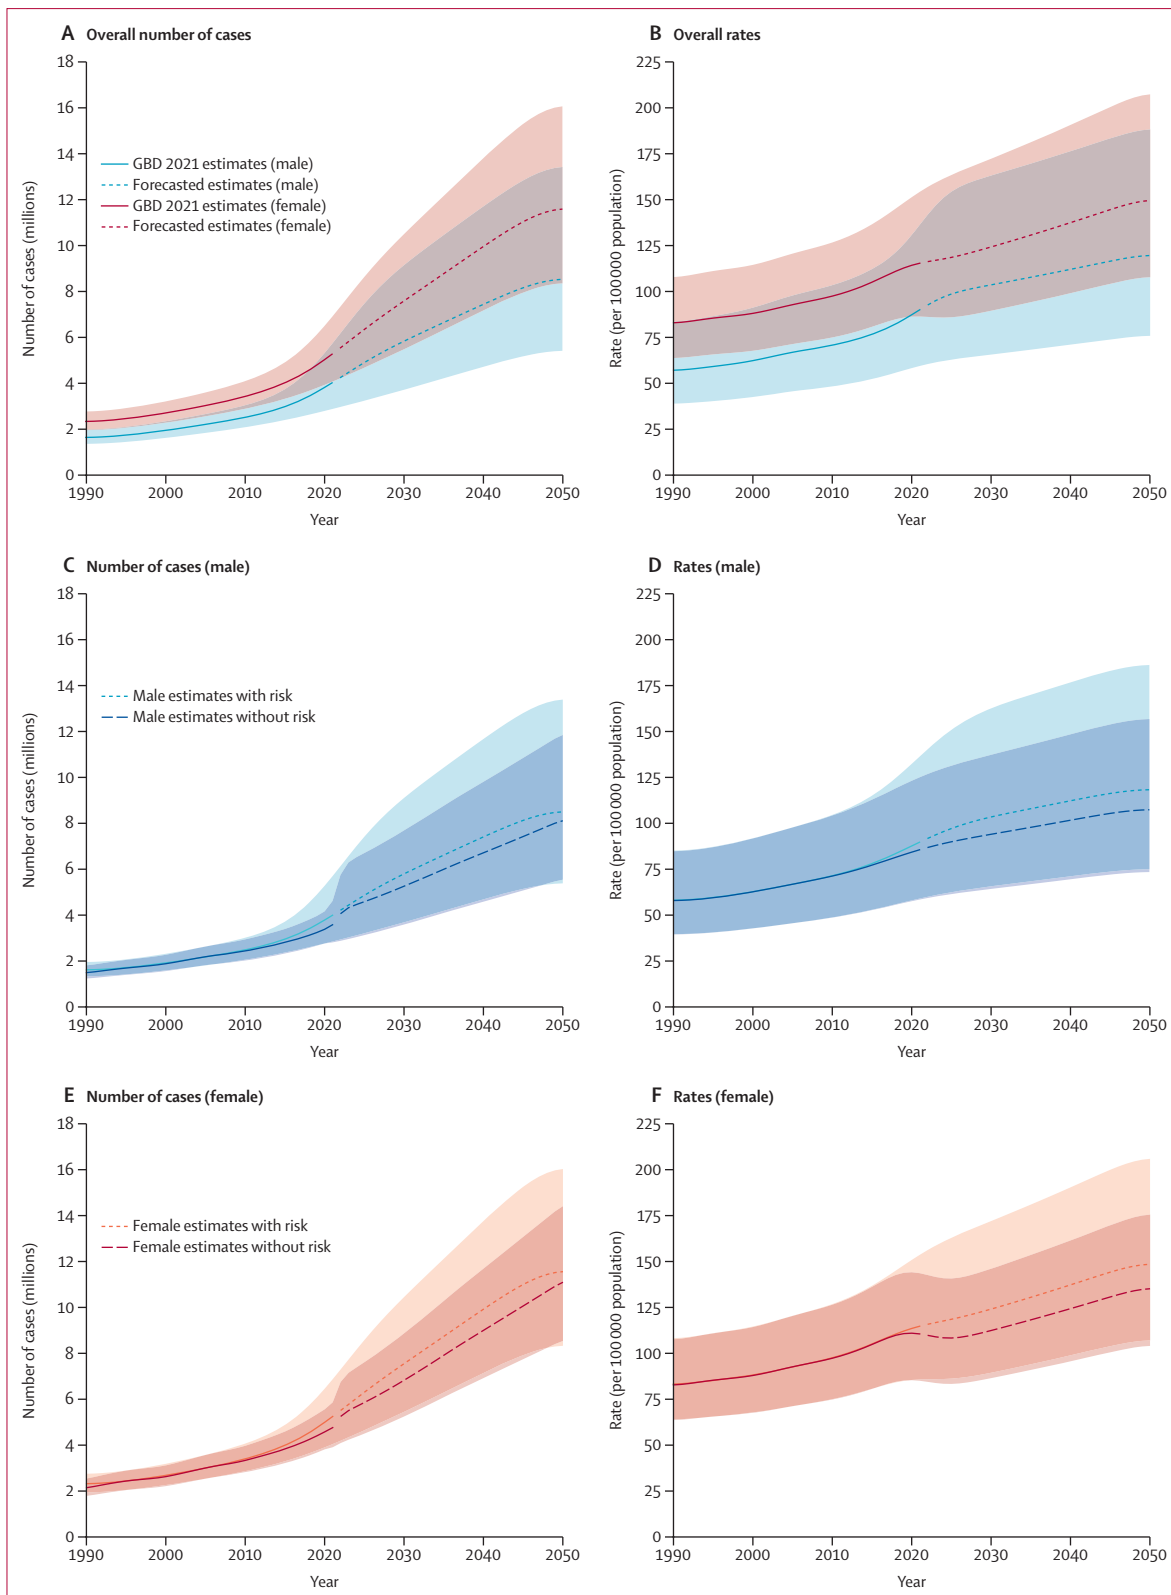 A Overall number of cases
18
16
14
12
10
8
6
4
2
0
Number of cases (millions)
GBD 2021 estimates (male)
Forecasted estimates (male)
GBD 2021 estimates (female)
Forecasted estimates (female)
1990 2000 2010 2020 2030 2040 2050
Year
B Overall rates
225
200
175
150
125
100
75
50
25
0
Rate (per 100 000 population)
1990 2000 2010 2020 2030 2040 2050
Year
C Number of cases (male)
18
16
14
12
10
8
6
4
2
0
Number of cases (millions)
Male estimates with risk
Male estimates without risk
1990 2000 2010 2020 2030 2040 2050
Year
D Rates (male)
225
200
175
150
125
100
75
50
25
0
Rate (per 100 000 population)
1990 2000 2010 2020 2030 2040 2050
Year
E Number of cases (female)
18
16
14
12
10
8
6
4
2
0
Number of cases (millions)
Female estimates with risk
Female estimates without risk
1990 2000 2010 2020 2030 2040 2050
Year
F Rates (female)
225
200
175
150
125
100
75
50
25
0
Rate (per 100 000 population)
1990 2000 2010 2020 2030 2040 2050
Year